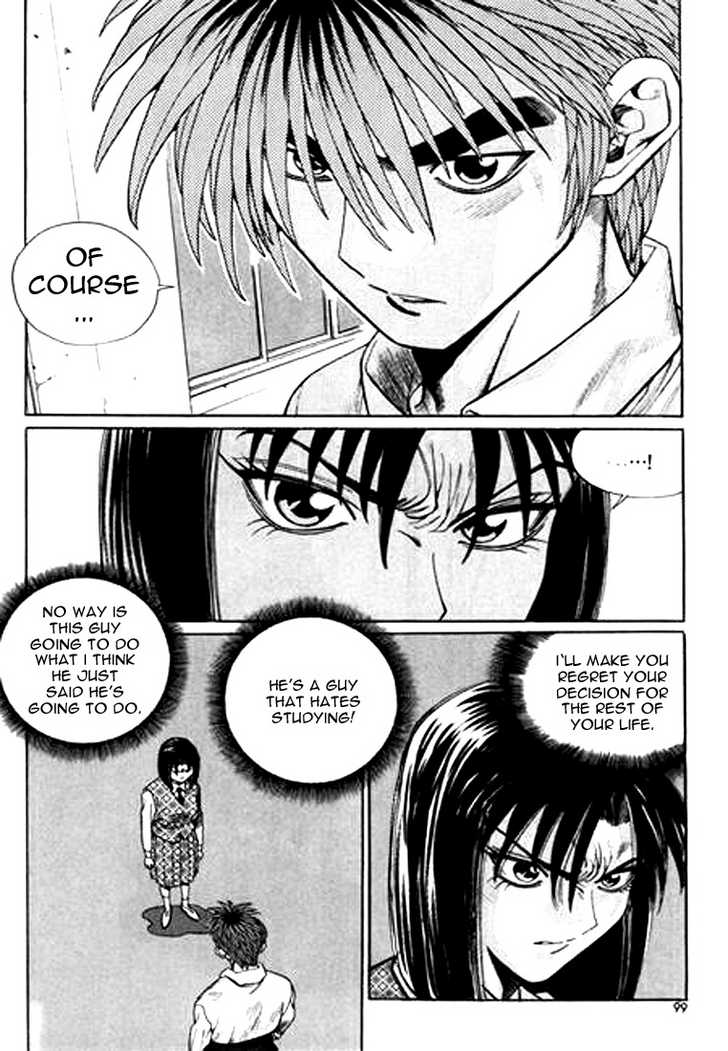 OF
COURSE
...
......!
NO WAY IS
THIS GUY
GOING TO DO
WHAT I THINK
HE JUST
SAID HE'S
GOING TO DO.
HE'S A GUY
THAT HATES
STUDYING!
I'LL MAKE YOU
REGRET YOUR
DECISION FOR
THE REST OF
YOUR LIFE.
99